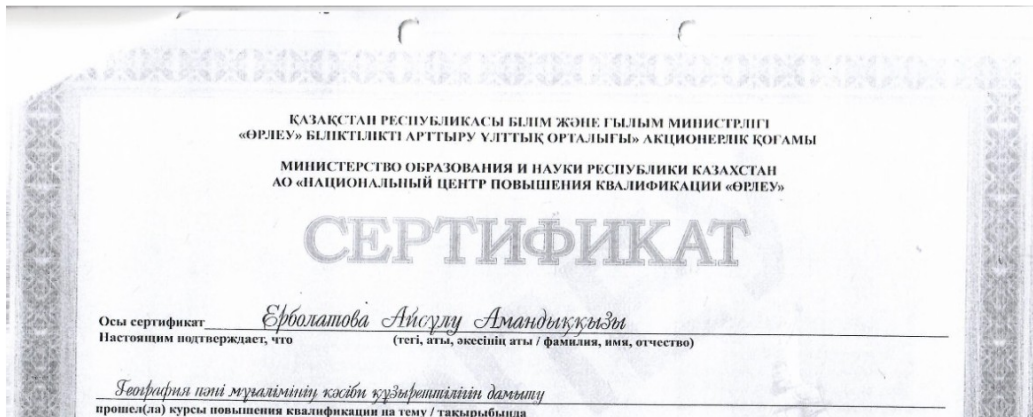 ҚАЗАҚСТАН РЕСПУБЛИКАСЫ БІЛІМ ЖӘНЕ ҒЫЛЫМ МИНИСТРЛІГІ
«ӨРЛЕУ» БІЛІКТІЛІКТІ АРТТЫРУ ҰЛТТЫҚ ОРТАЛЫҒЫ» АКЦИОНЕРЛІК ҚОҒАМЫ
МИНИСТЕРСТВО ОБРАЗОВАНИЯ И НАУКИ РЕСПУБЛИКИ КАЗАХСТАН
АО «НАЦИОНАЛЬНЫЙ ЦЕНТР ПОВЫШЕНИЯ КВАЛИФИКАЦИИ «ӨРЛЕУ»
СЕРТИФИКАТ
Осы сертификат Ерболатова Айсұлу Амандыққызы
Настоящим подтверждает, что (тегі, аты, әкесінің аты / фамилия, имя, отчество)
География пәні мұғалімінің кәсіби құзыреттілігін дамыту
прошел(ла) курсы повышения квалификации на тему / тақырыбында